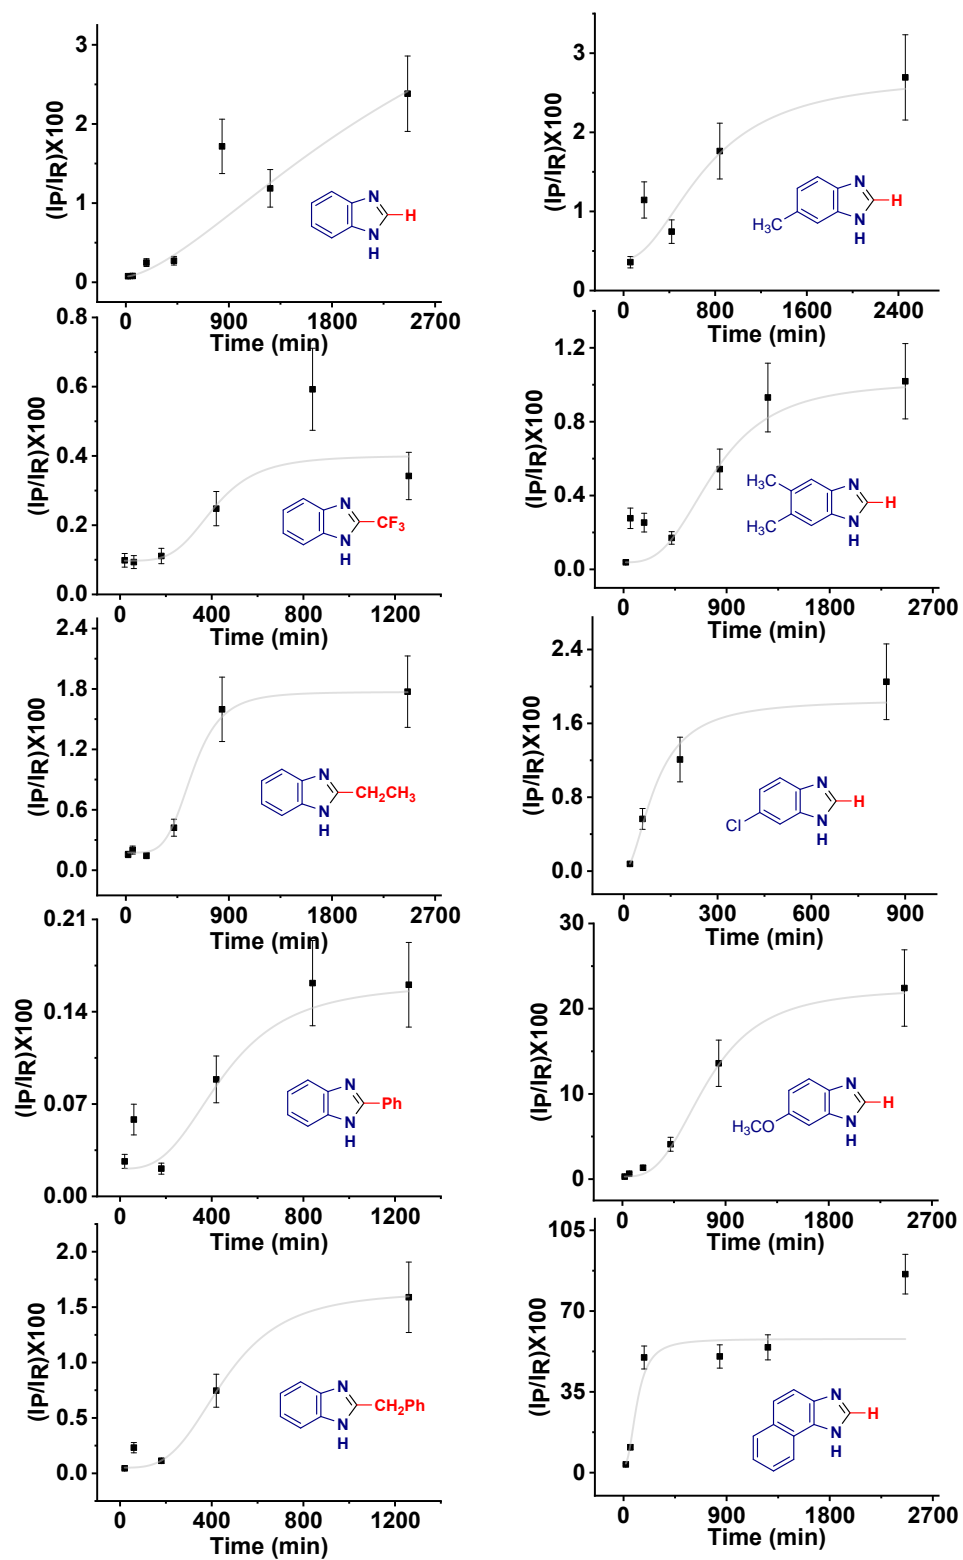 3
2
1
0
(IP/IR)X100
N
H
N
H
0 900 1800 2700
Time (min)
3
2
1
0
(IP/IR)X100
N
H
H3C
N
H
0 800 1600 2400
Time (min)
0.8
0.6
0.4
0.2
0.0
(IP/IR)X100
N
CF3
N
H
0 400 800 1200
Time (min)
1.2
0.8
0.4
0.0
(IP/IR)X100
H3C
N
H
H3C
N
H
0 900 1800 2700
Time (min)
2.4
1.8
1.2
0.6
0.0
(IP/IR)X100
N
CH2CH3
N
H
0 900 1800 2700
Time (min)
2.4
1.6
0.8
0.0
(IP/IR)X100
N
H
Cl
N
H
0 300 600 900
Time (min)
0.21
0.14
0.07
0.00
(IP/IR)X100
N
Ph
N
H
0 400 800 1200
Time (min)
30
20
10
0
(IP/IR)X100
N
H
H3CO
N
H
0 900 1800 2700
Time (min)
2.0
1.5
1.0
0.5
0.0
(IP/IR)X100
N
CH2Ph
N
H
0 400 800 1200
Time (min)
105
70
35
0
(IP/IR)X100
N
H
N
H
0 900 1800 2700
Time (min)